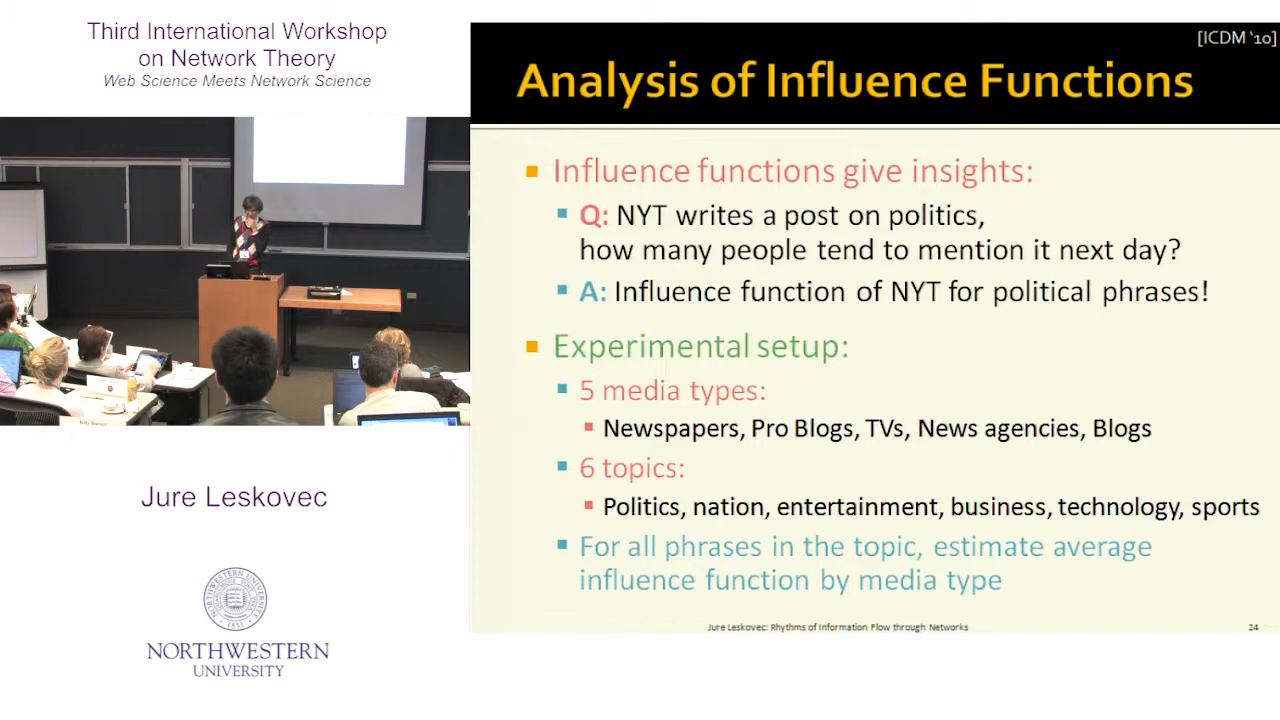 Third International Workshop
on Network Theory
Web Science Meets Network Science
Jure Leskovec
NORTHWESTERN
UNIVERSITY
[ICDM '10]
Analysis of Influence Functions
Influence functions give insights:
Q: NYT writes a post on politics,
how many people tend to mention it next day?
A: Influence function of NYT for political phrases!
Experimental setup:
5 media types:
Newspapers, Pro Blogs, TVs, News agencies, Blogs
6 topics:
Politics, nation, entertainment, business, technology, sports
For all phrases in the topic, estimate average
influence function by media type
Jure Leskovec: Rhythms of Information Flow through Networks
24